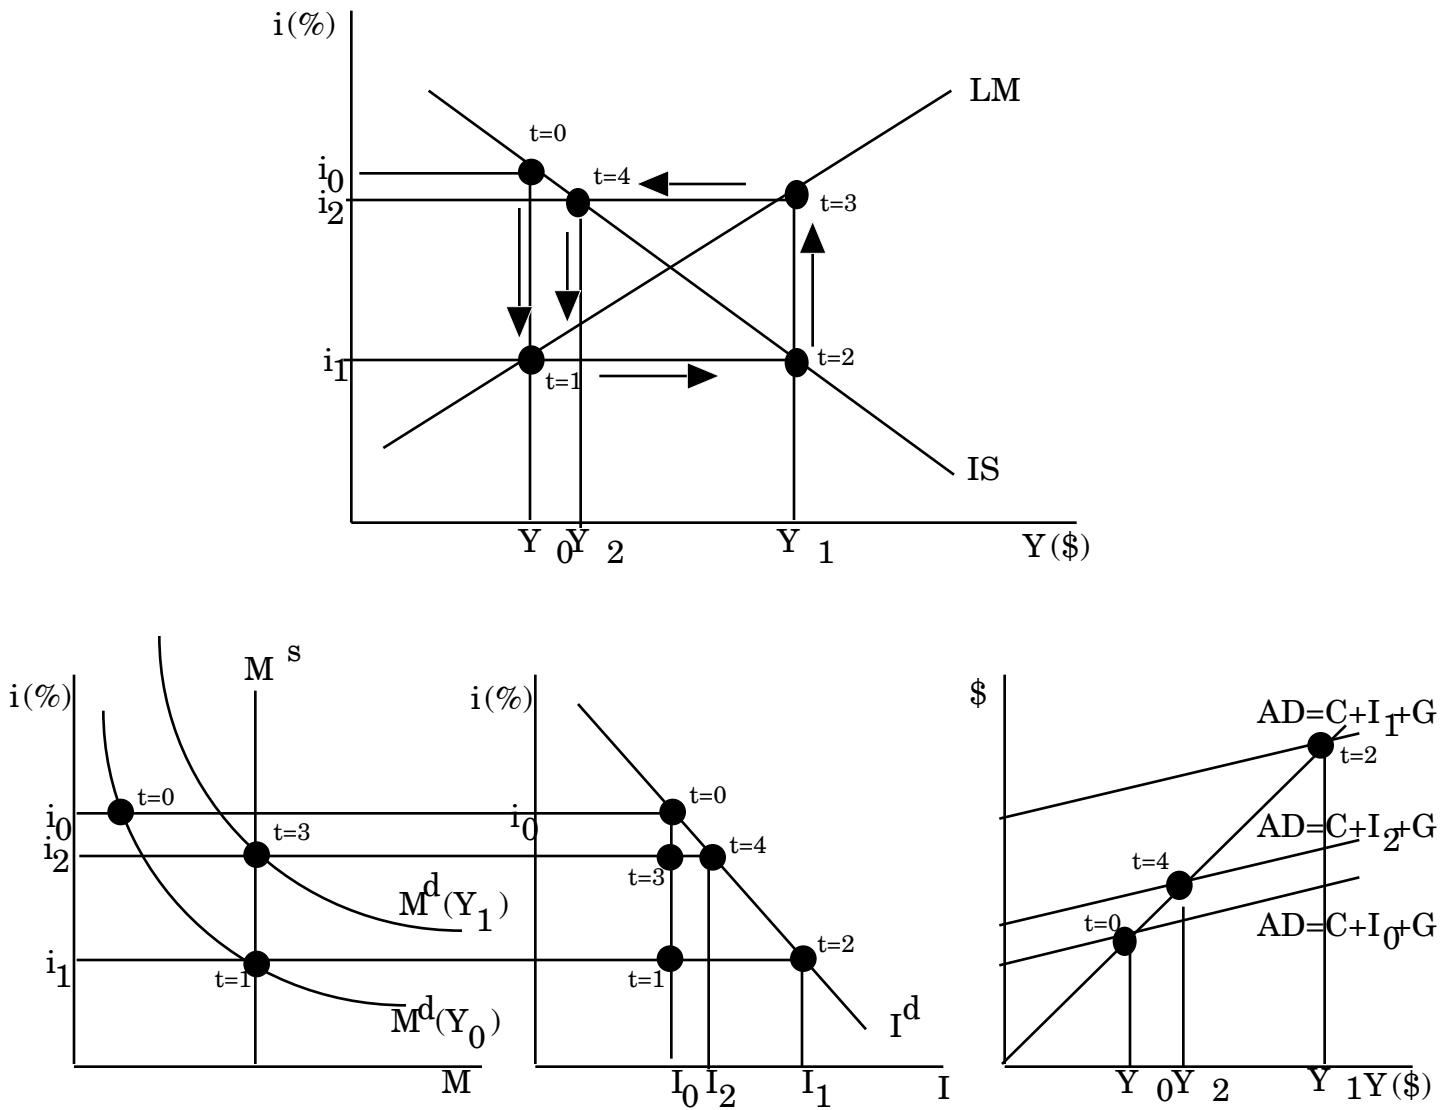 i(%)
LM
t=0
i0
t=4
i2
t=3
i1
t=2
t=1
IS
Y0 Y2 Y1 Y($)
Ms
i(%) i(%) $
AD=C+I1+G
t=2
t=0 t=0
i0 i0
t=3
AD=C+I2+G
i2
t=4
t=4
t=3
Md(Y1)
t=0
AD=C+I0+G
t=2
i1
t=1 t=1
Md(Y0)
Id
M I0 I2 I1 I Y0 Y2 Y1 Y($)